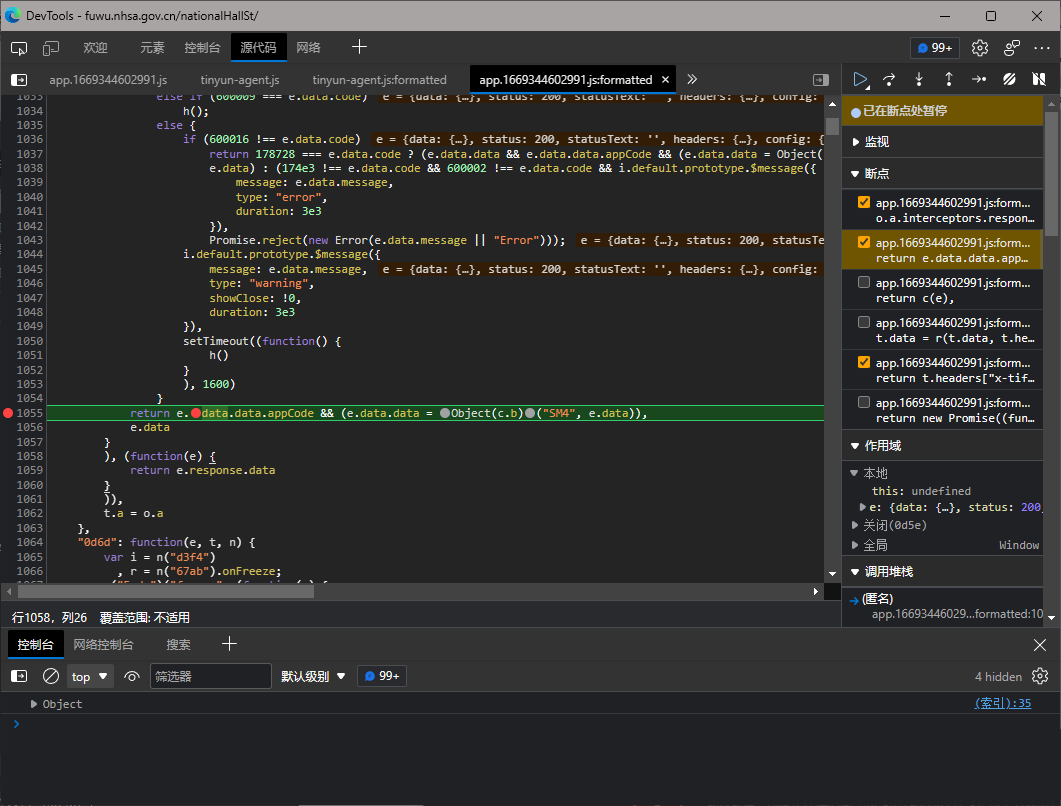 DevTools - fuwu.nhsa.gov.cn/nationalHallSt/
欢迎 元素 控制台 源代码 网络 99+
app.1669344602991.js tinyun-agent.js tinyun-agent.js:formatted app.1669344602991.js:formatted
1033 else if (600009 === e.data.code) e = {data: {…}, status: 200, statusText: '', headers: {…}, config:
1034 h();
1035 else {
1036 if (600016 !== e.data.code) e = {data: {…}, status: 200, statusText: '', headers: {…}, config: {
1037 return 178728 === e.data.code ? (e.data.data && e.data.data.appCode && (e.data.data = Object(
1038 e.data) : (174e3 !== e.data.code && 600002 !== e.data.code && i.default.prototype.$message({
1039 message: e.data.message,
1040 type: "error",
1041 duration: 3e3
1042 }),
1043 Promise.reject(new Error(e.data.message || "Error"))); e = {data: {…}, status: 200, statusTe
1044 i.default.prototype.$message({
1045 message: e.data.message, e = {data: {…}, status: 200, statusText: '', headers: {…}, config:
1046 type: "warning",
1047 showClose: !0,
1048 duration: 3e3
1049 }),
1050 setTimeout((function() {
1051 h()
1052 }
1053 ), 1600)
1054 }
1055 return e.data.data.appCode && (e.data.data = Object(c.b)("SM4", e.data)),
1056 e.data
1057 }
1058 ), (function(e) {
1059 return e.response.data
1060 }
1061 )),
1062 t.a = o.a
1063 },
1064 "0d6d": function(e, t, n) {
1065 var i = n("d3f4")
1066 , r = n("67ab").onFreeze;
行1058，列26 覆盖范围: 不适用
已在断点处暂停
监视
断点
app.1669344602991.js:form…
o.a.interceptors.respon…
app.1669344602991.js:form…
return e.data.data.app…
app.1669344602991.js:form…
return c(e),
app.1669344602991.js:form…
t.data = r(t.data, t.he…
app.1669344602991.js:form…
return t.headers["x-tif…
app.1669344602991.js:form…
return new Promise((fun…
作用域
本地
this: undefined
e: {data: {…}, status: 200,
关闭(0d5e)
全局 Window
调用堆栈
(匿名)
app.16693446029…formatted:10
控制台 网络控制台 搜索
top 筛选器 默认级别 99+ 4 hidden
Object (索引):35